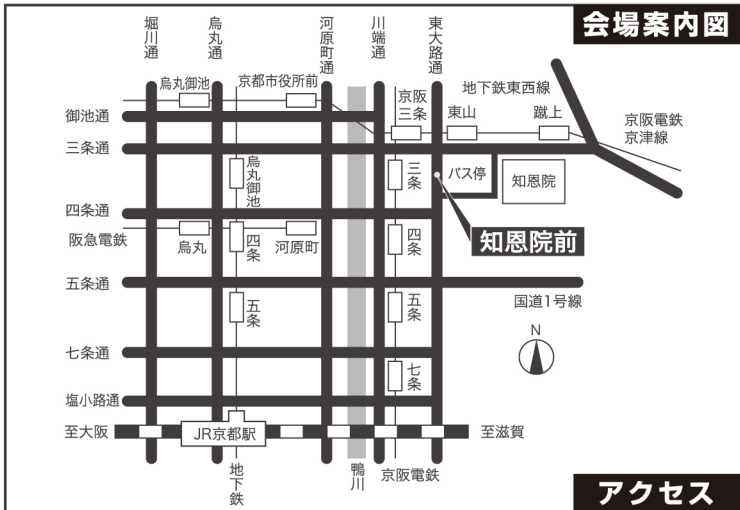 会場案内図
堀川通
烏丸通
河原町通
川端通
東大路通
地下鉄東西線
烏丸御池
京都市役所前
京阪
三条
東山
蹴上
京阪電鉄
京津線
御池通
三条通
烏丸御池
三条
バス停
知恩院
四条通
阪急電鉄
烏丸
四条
河原町
四条
知恩院前
五条通
五条
五条
国道1号線
N
七条通
七条
塩小路通
至大阪
JR京都駅
至滋賀
地下鉄
鴨川
京阪電鉄
アクセス